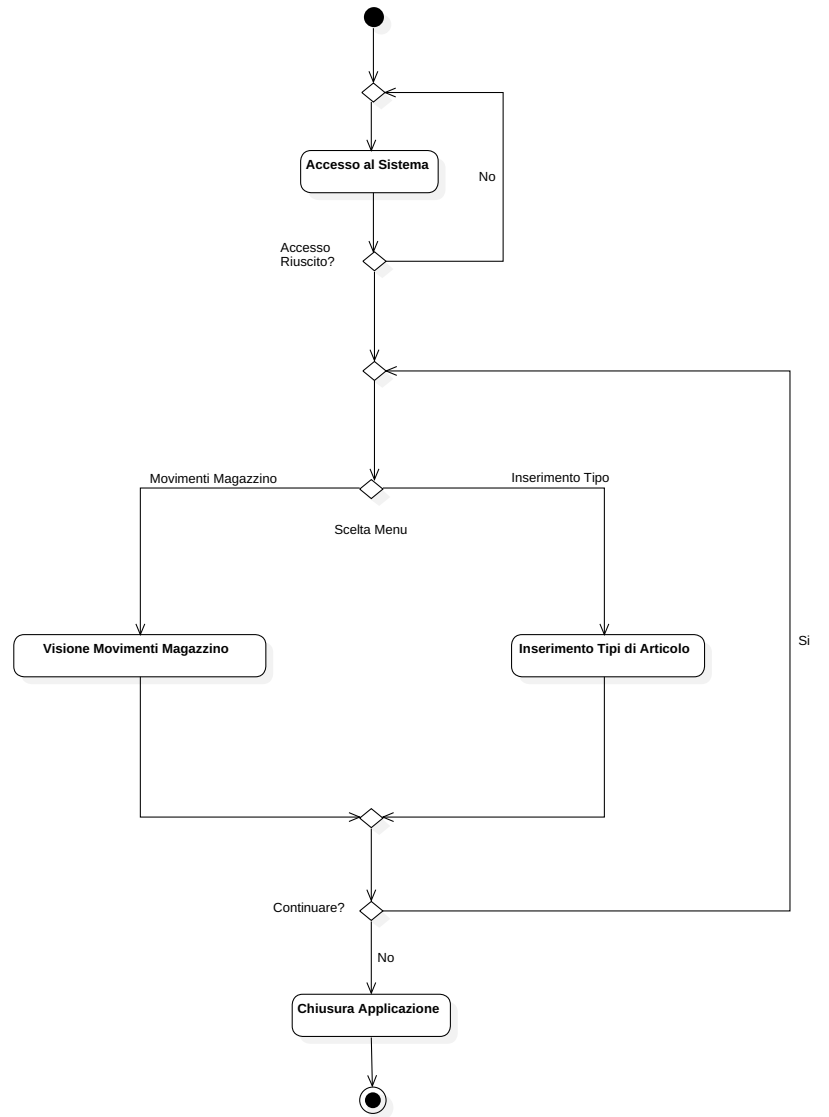 Accesso al Sistema
No
Accesso
Riuscito?
Movimenti Magazzino
Inserimento Tipo
Scelta Menu
Visione Movimenti Magazzino
Inserimento Tipi di Articolo
Si
Continuare?
No
Chiusura Applicazione